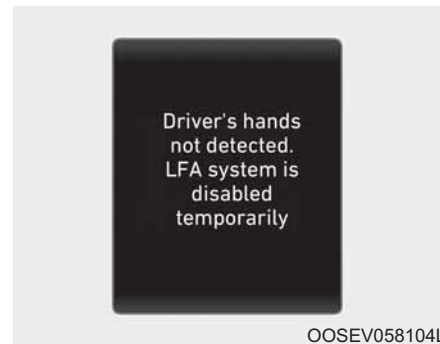 Driver's hands
not detected.
LFA system is
disabled
temporarily
OOSEV058104L